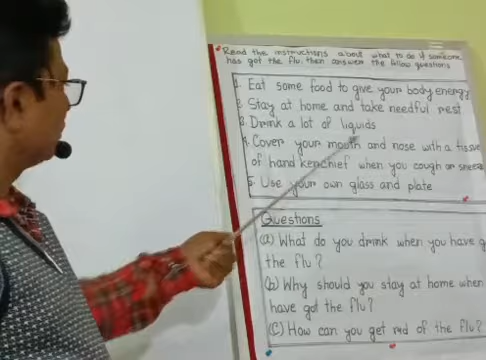 Read the instructions about what to do if someone
has got the flu, then answer the follow questions
1. Eat some food to give your body energy
2. Stay at home and take needful rest
3. Drink a lot of liquids
4. Cover your mouth and nose with a tissue
of hand kerchief when you cough or sneeze
5. Use your own glass and plate
Questions
(a) What do you drink when you have g
the flu?
(b) Why should you stay at home when
have got the flu?
(c) How can you get red of the flu?